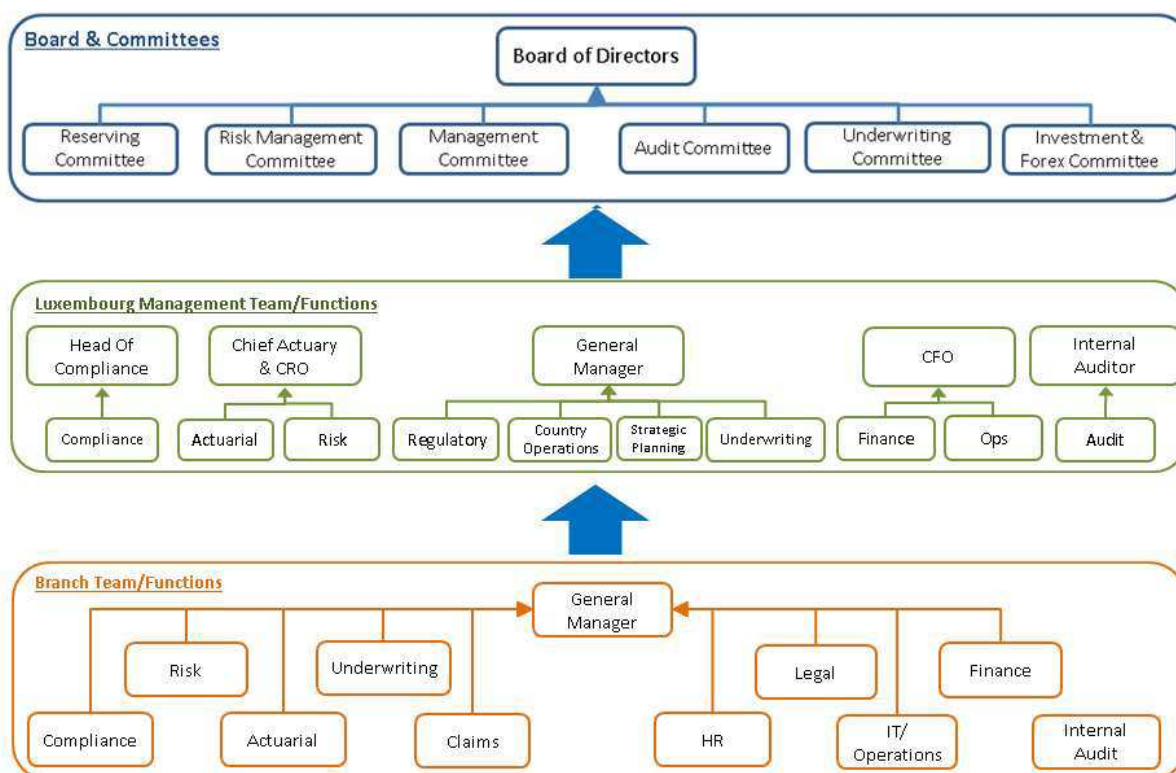 Board & Committees
Board of Directors
Reserving
Committee
Risk Management
Committee
Management
Committee
Audit Committee
Underwriting
Committee
Investment &
Forex Committee
Luxembourg Management Team/Functions
Head Of
Compliance
Chief Actuary
& CRO
General
Manager
CFO
Internal
Auditor
Compliance
Actuarial
Risk
Regulatory
Country
Operations
Strategic
Planning
Underwriting
Finance
Ops
Audit
Branch Team/Functions
General
Manager
Risk
Underwriting
Legal
Finance
Compliance
Actuarial
Claims
HR
IT/
Operations
Internal
Audit